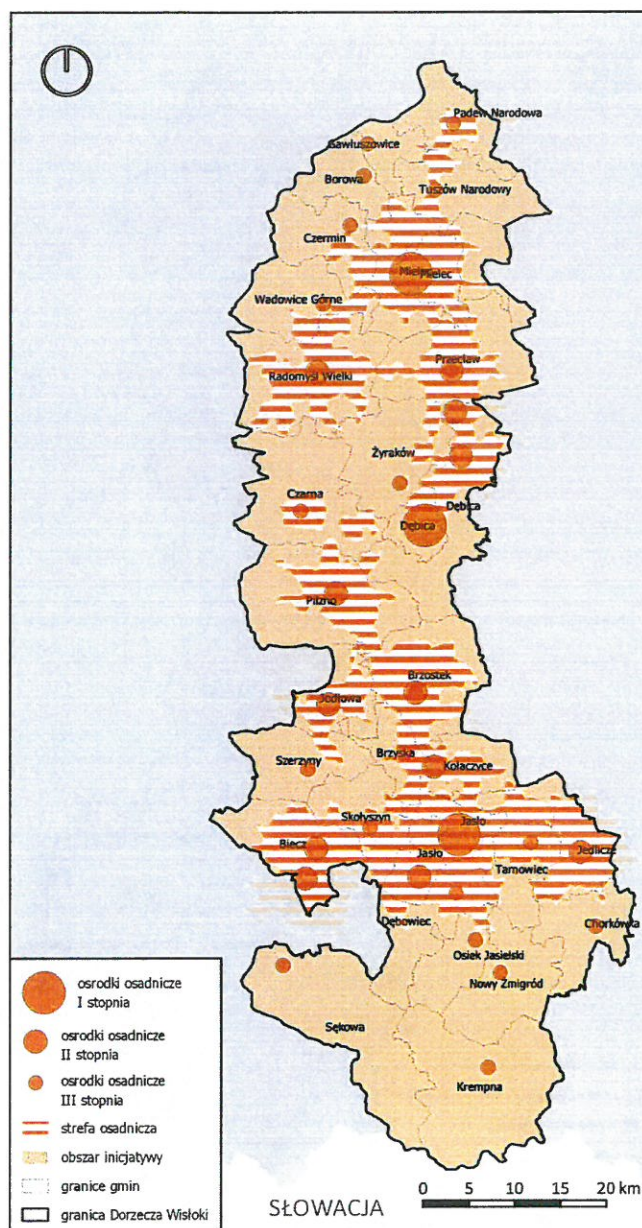 Padew Narodowa
Gawłuszowice
Borowa
Tuszów Narodowy
Czermin
Mielec
Mielec
Wadowice Górne
Przecław
Radomyśl Wielki
Żyraków
Czarna
Dębica
Dębica
Pilzno
Brzostek
Jodłowa
Brzyska
Kołaczyce
Szerzyny
Skołyszyn
Jasło
Biecz
Jasło
Jedlicze
Tarnowiec
Dębowiec
Chorkówka
Osiek Jasielski
Nowy Żmigród
Sękowa
Krempna
osrodki osadnicze
I stopnia
osrodki osadnicze
II stopnia
osrodki osadnicze
III stopnia
strefa osadnicza
obszar inicjatywy
granice gmin
granica Dorzecza Wisłoki
SŁOWACJA
0 5 10 15 20 km